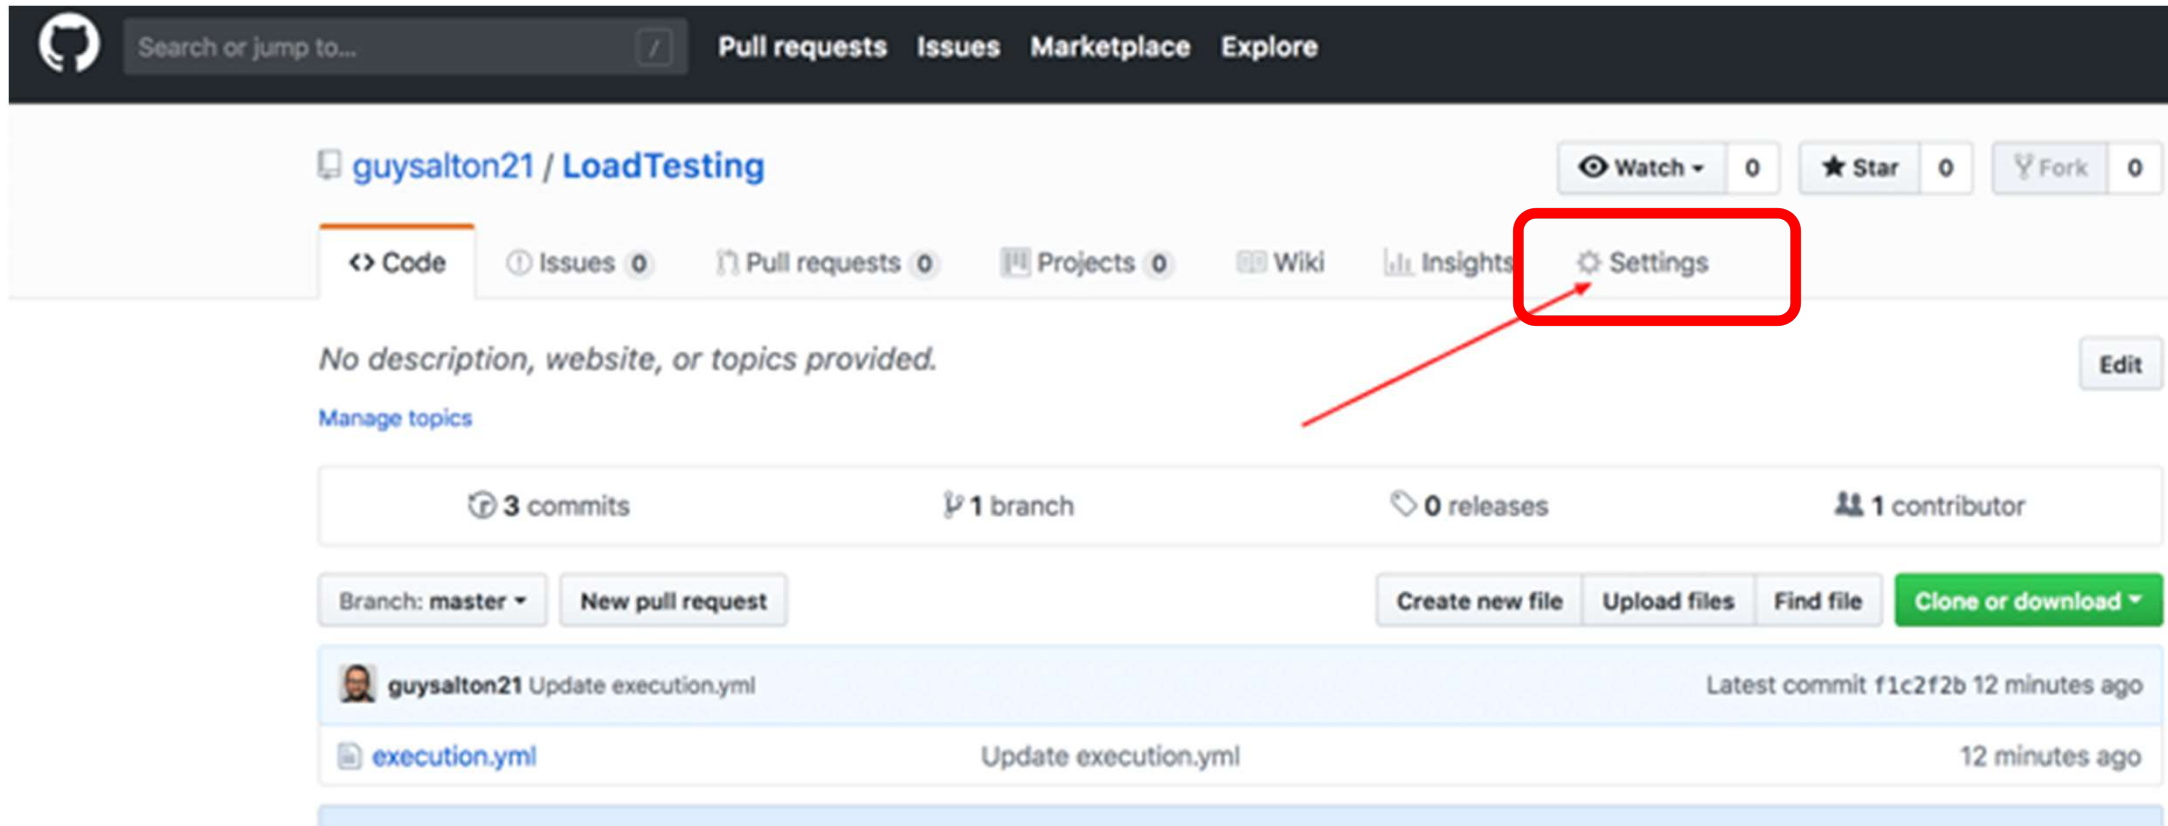 Search or jump to... / Pull requests Issues Marketplace Explore
guysalton21 / LoadTesting Watch 0 Star 0 Fork 0
<> Code Issues 0 Pull requests 0 Projects 0 Wiki Insights Settings
No description, website, or topics provided. Edit
Manage topics
3 commits 1 branch 0 releases 1 contributor
Branch: master New pull request Create new file Upload files Find file Clone or download
guysalton21 Update execution.yml Latest commit f1c2f2b 12 minutes ago
execution.yml Update execution.yml 12 minutes ago